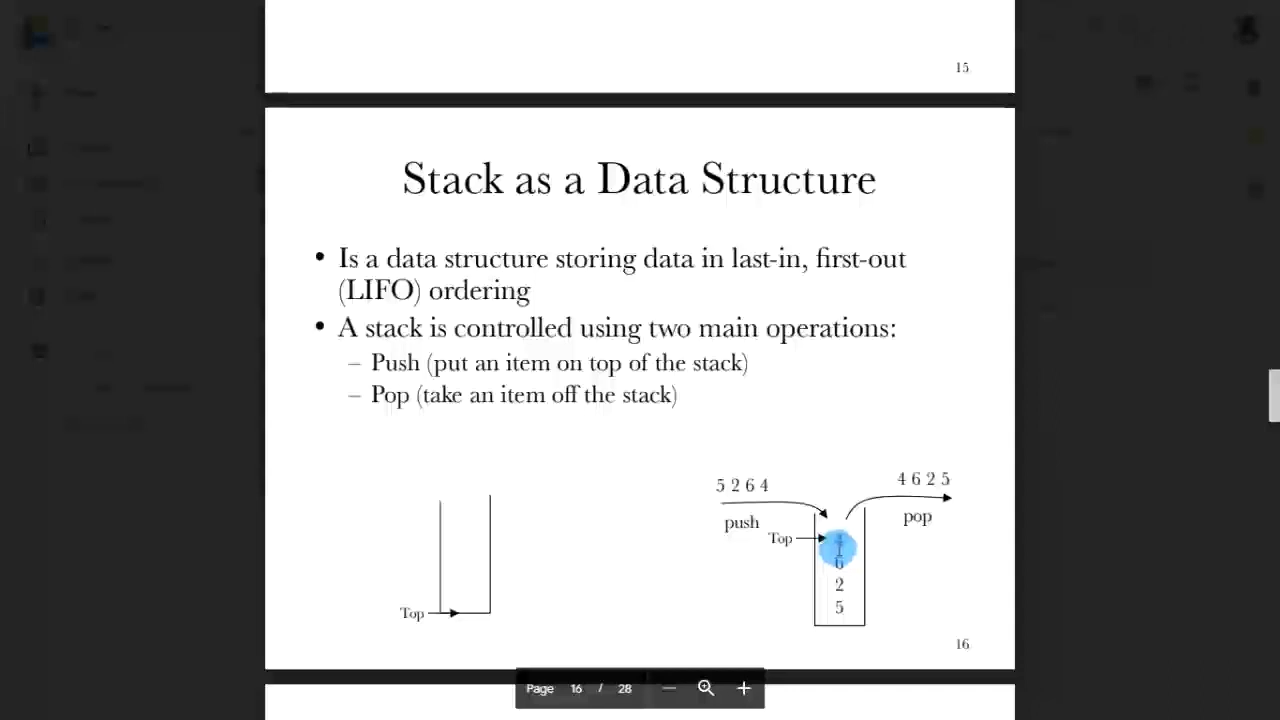 15
Stack as a Data Structure
• Is a data structure storing data in last-in, first-out
(LIFO) ordering
• A stack is controlled using two main operations:
– Push (put an item on top of the stack)
– Pop (take an item off the stack)
5 2 6 4
4 6 2 5
push
pop
Top
6
2
5
Top
16
Page 16 / 28